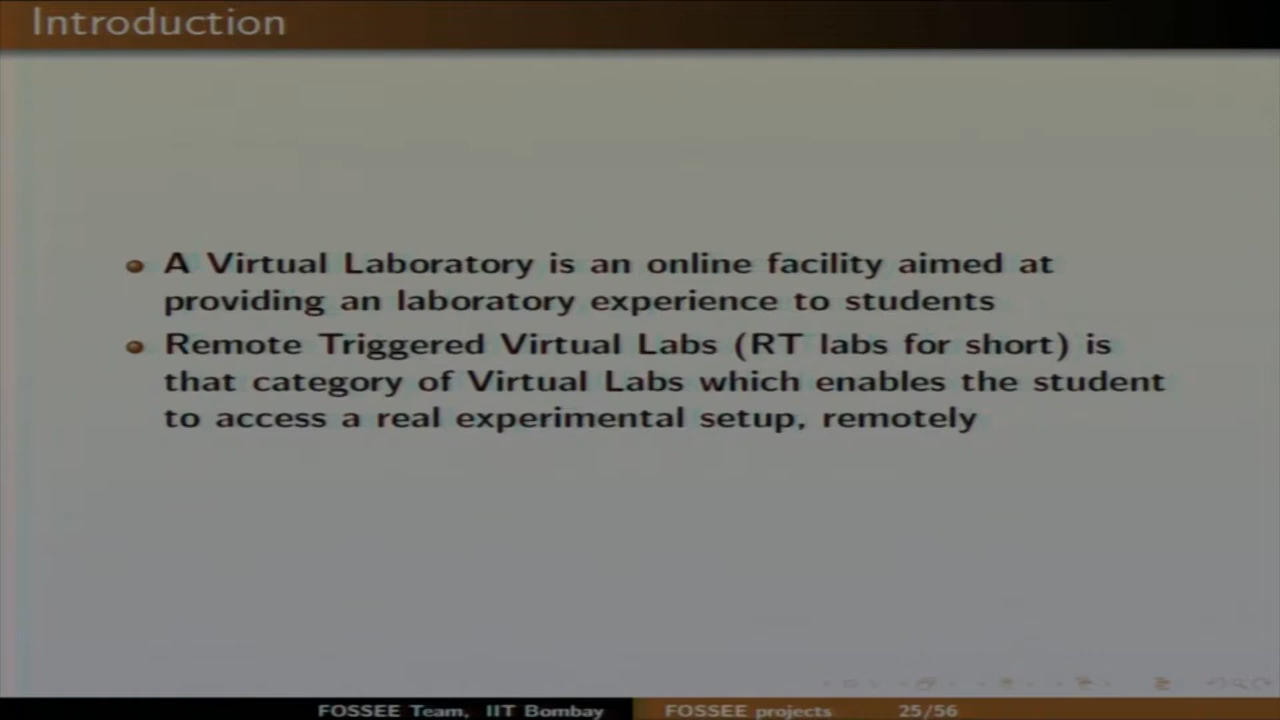 Introduction
A Virtual Laboratory is an online facility aimed at
providing an laboratory experience to students
Remote Triggered Virtual Labs (RT labs for short) is
that category of Virtual Labs which enables the student
to access a real experimental setup, remotely
FOSSEE Team, IIT Bombay FOSSEE projects 25/56